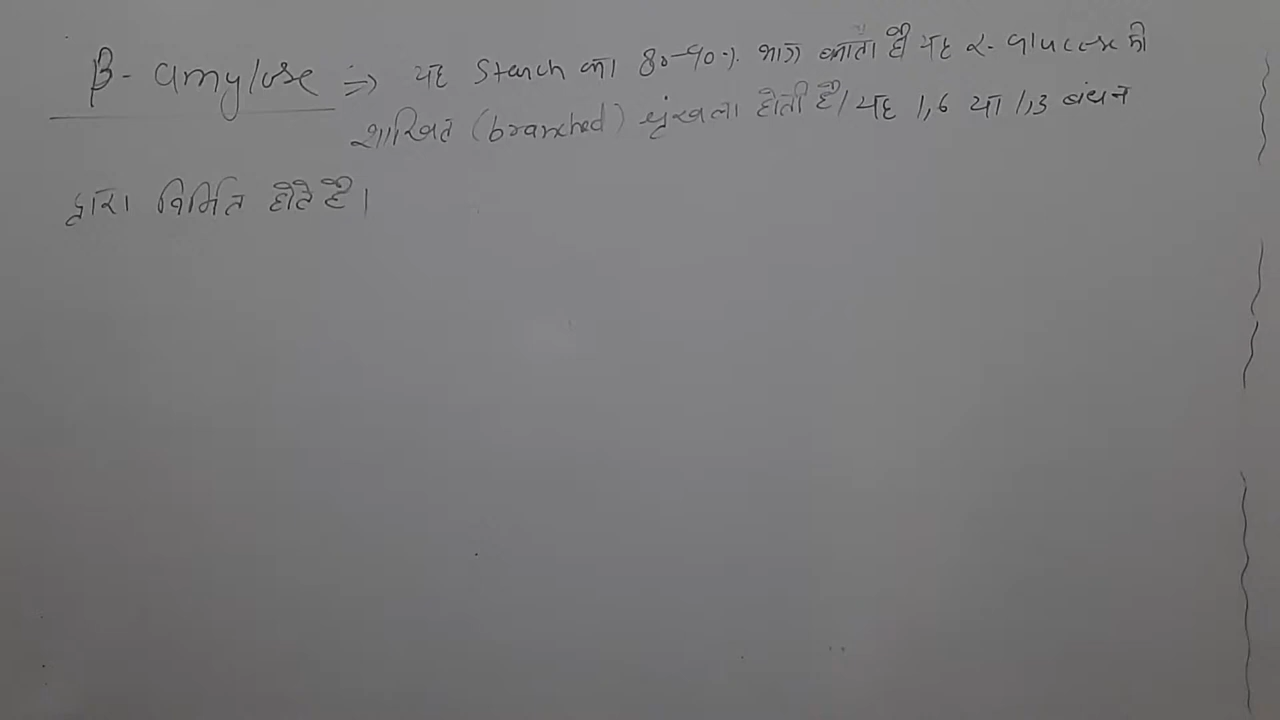 β- amylose ⇒ यह Starch का 80-90% भाग बनाता है यह α- glucose की
शाखित (branched) श्रृंखला होती है। यह 1,6 या 1,3 बंधन
द्वारा निर्मित होते है।